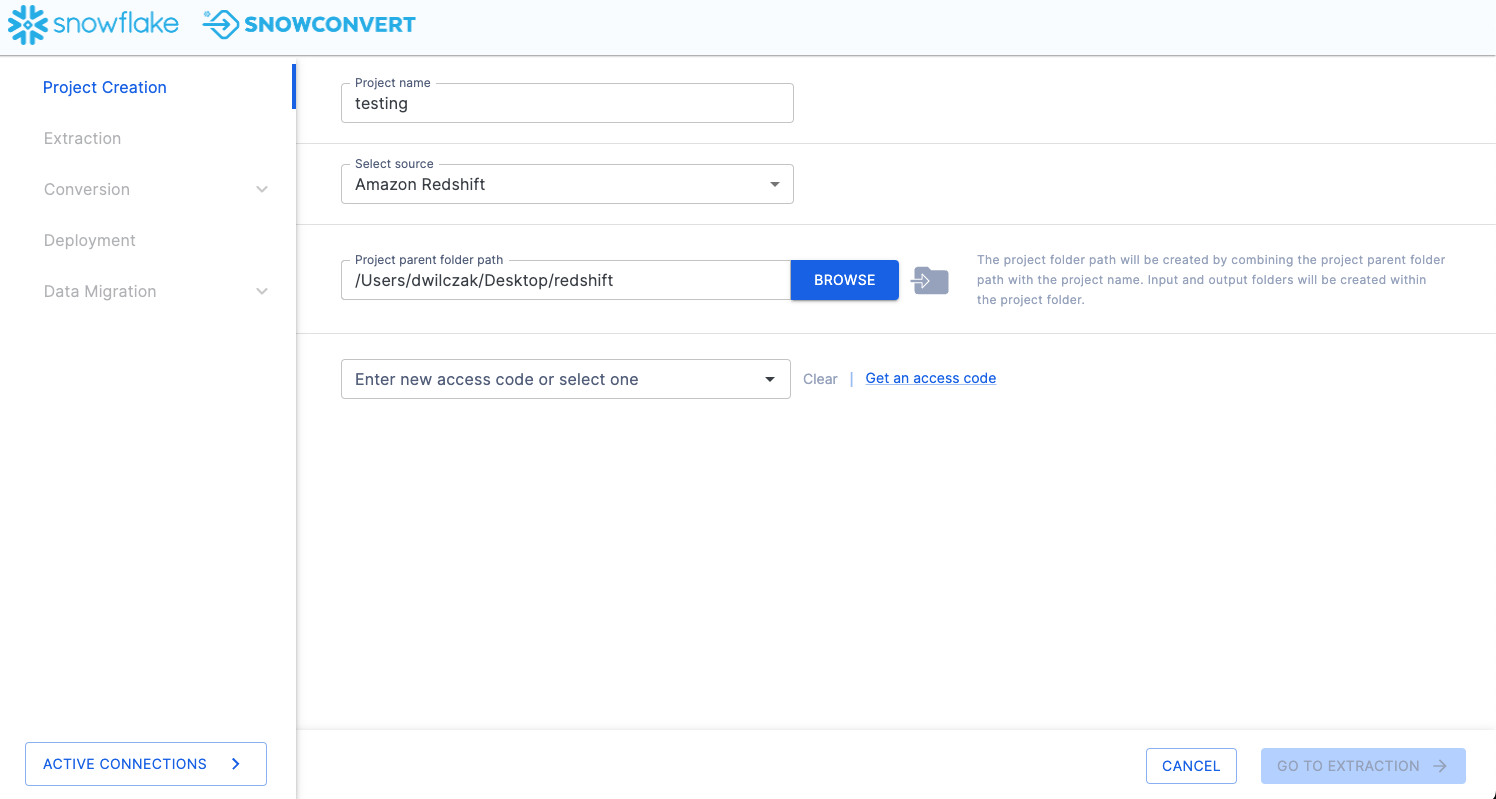 snowflake SNOWCONVERT
Project Creation
Extraction
Conversion
Deployment
Data Migration
ACTIVE CONNECTIONS
Project name
testing
Select source
Amazon Redshift
Project parent folder path
/Users/dwilczak/Desktop/redshift
BROWSE
The project folder path will be created by combining the project parent folder
path with the project name. Input and output folders will be created within
the project folder.
Enter new access code or select one
Clear | Get an access code
CANCEL
GO TO EXTRACTION